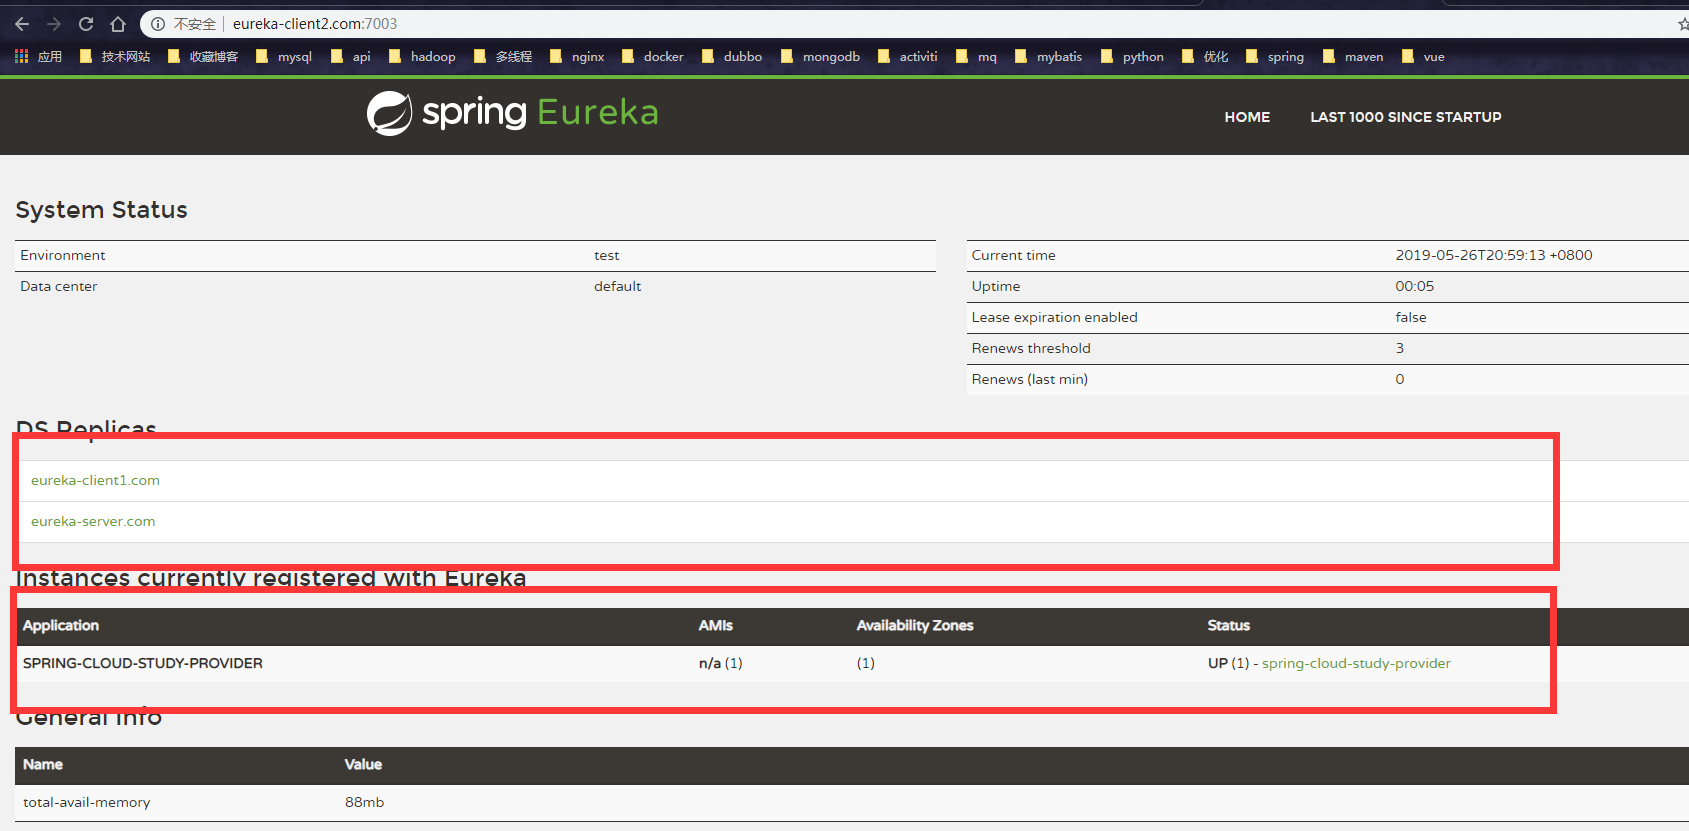 不安全 eureka-client2.com:7003
应用 技术网站 收藏博客 mysql api hadoop 多线程 nginx docker dubbo mongodb activiti mq mybatis python 优化 spring maven vue
spring Eureka HOME LAST 1000 SINCE STARTUP
System Status
Environment test
Data center default
Current time 2019-05-26T20:59:13 +0800
Uptime 00:05
Lease expiration enabled false
Renews threshold 3
Renews (last min) 0
DS Replicas
eureka-client1.com
eureka-server.com
Instances currently registered with Eureka
Application AMIs Availability Zones Status
SPRING-CLOUD-STUDY-PROVIDER n/a (1) (1) UP (1) - spring-cloud-study-provider
General Info
Name Value
total-avail-memory 88mb